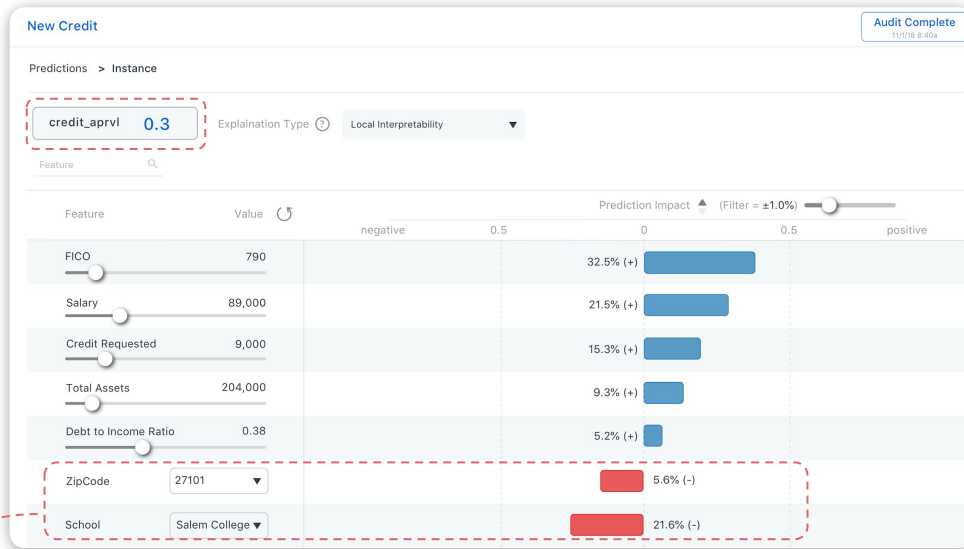 New Credit
Audit Complete
11/1/18 8:40a
Predictions > Instance
credit_aprvl 0.3 Explaination Type ? Local Interpretability
Feature
Prediction Impact (Filter = ±1.0%)
Feature Value
negative 0.5 0 0.5 positive
FICO 790 32.5% (+)
Salary 89,000 21.5% (+)
Credit Requested 9,000 15.3% (+)
Total Assets 204,000 9.3% (+)
Debt to Income Ratio 0.38 5.2% (+)
ZipCode 27101 5.6% (-)
School Salem College 21.6% (-)